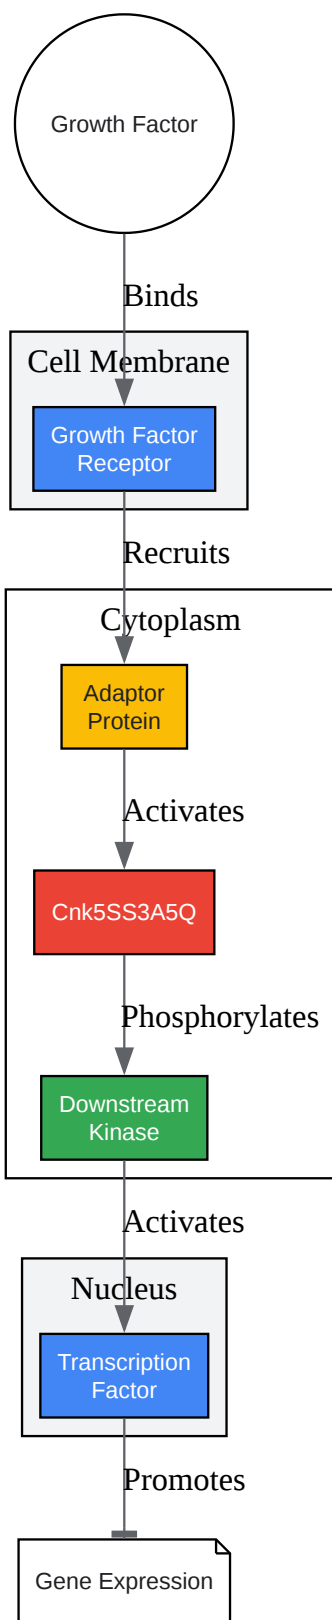 Growth Factor
Binds
Cell Membrane
Growth Factor
Receptor
Recruits
Cytoplasm
Adaptor
Protein
Activates
Cnk5SS3A5Q
Phosphorylates
Downstream
Kinase
Activates
Nucleus
Transcription
Factor
Promotes
Gene Expression